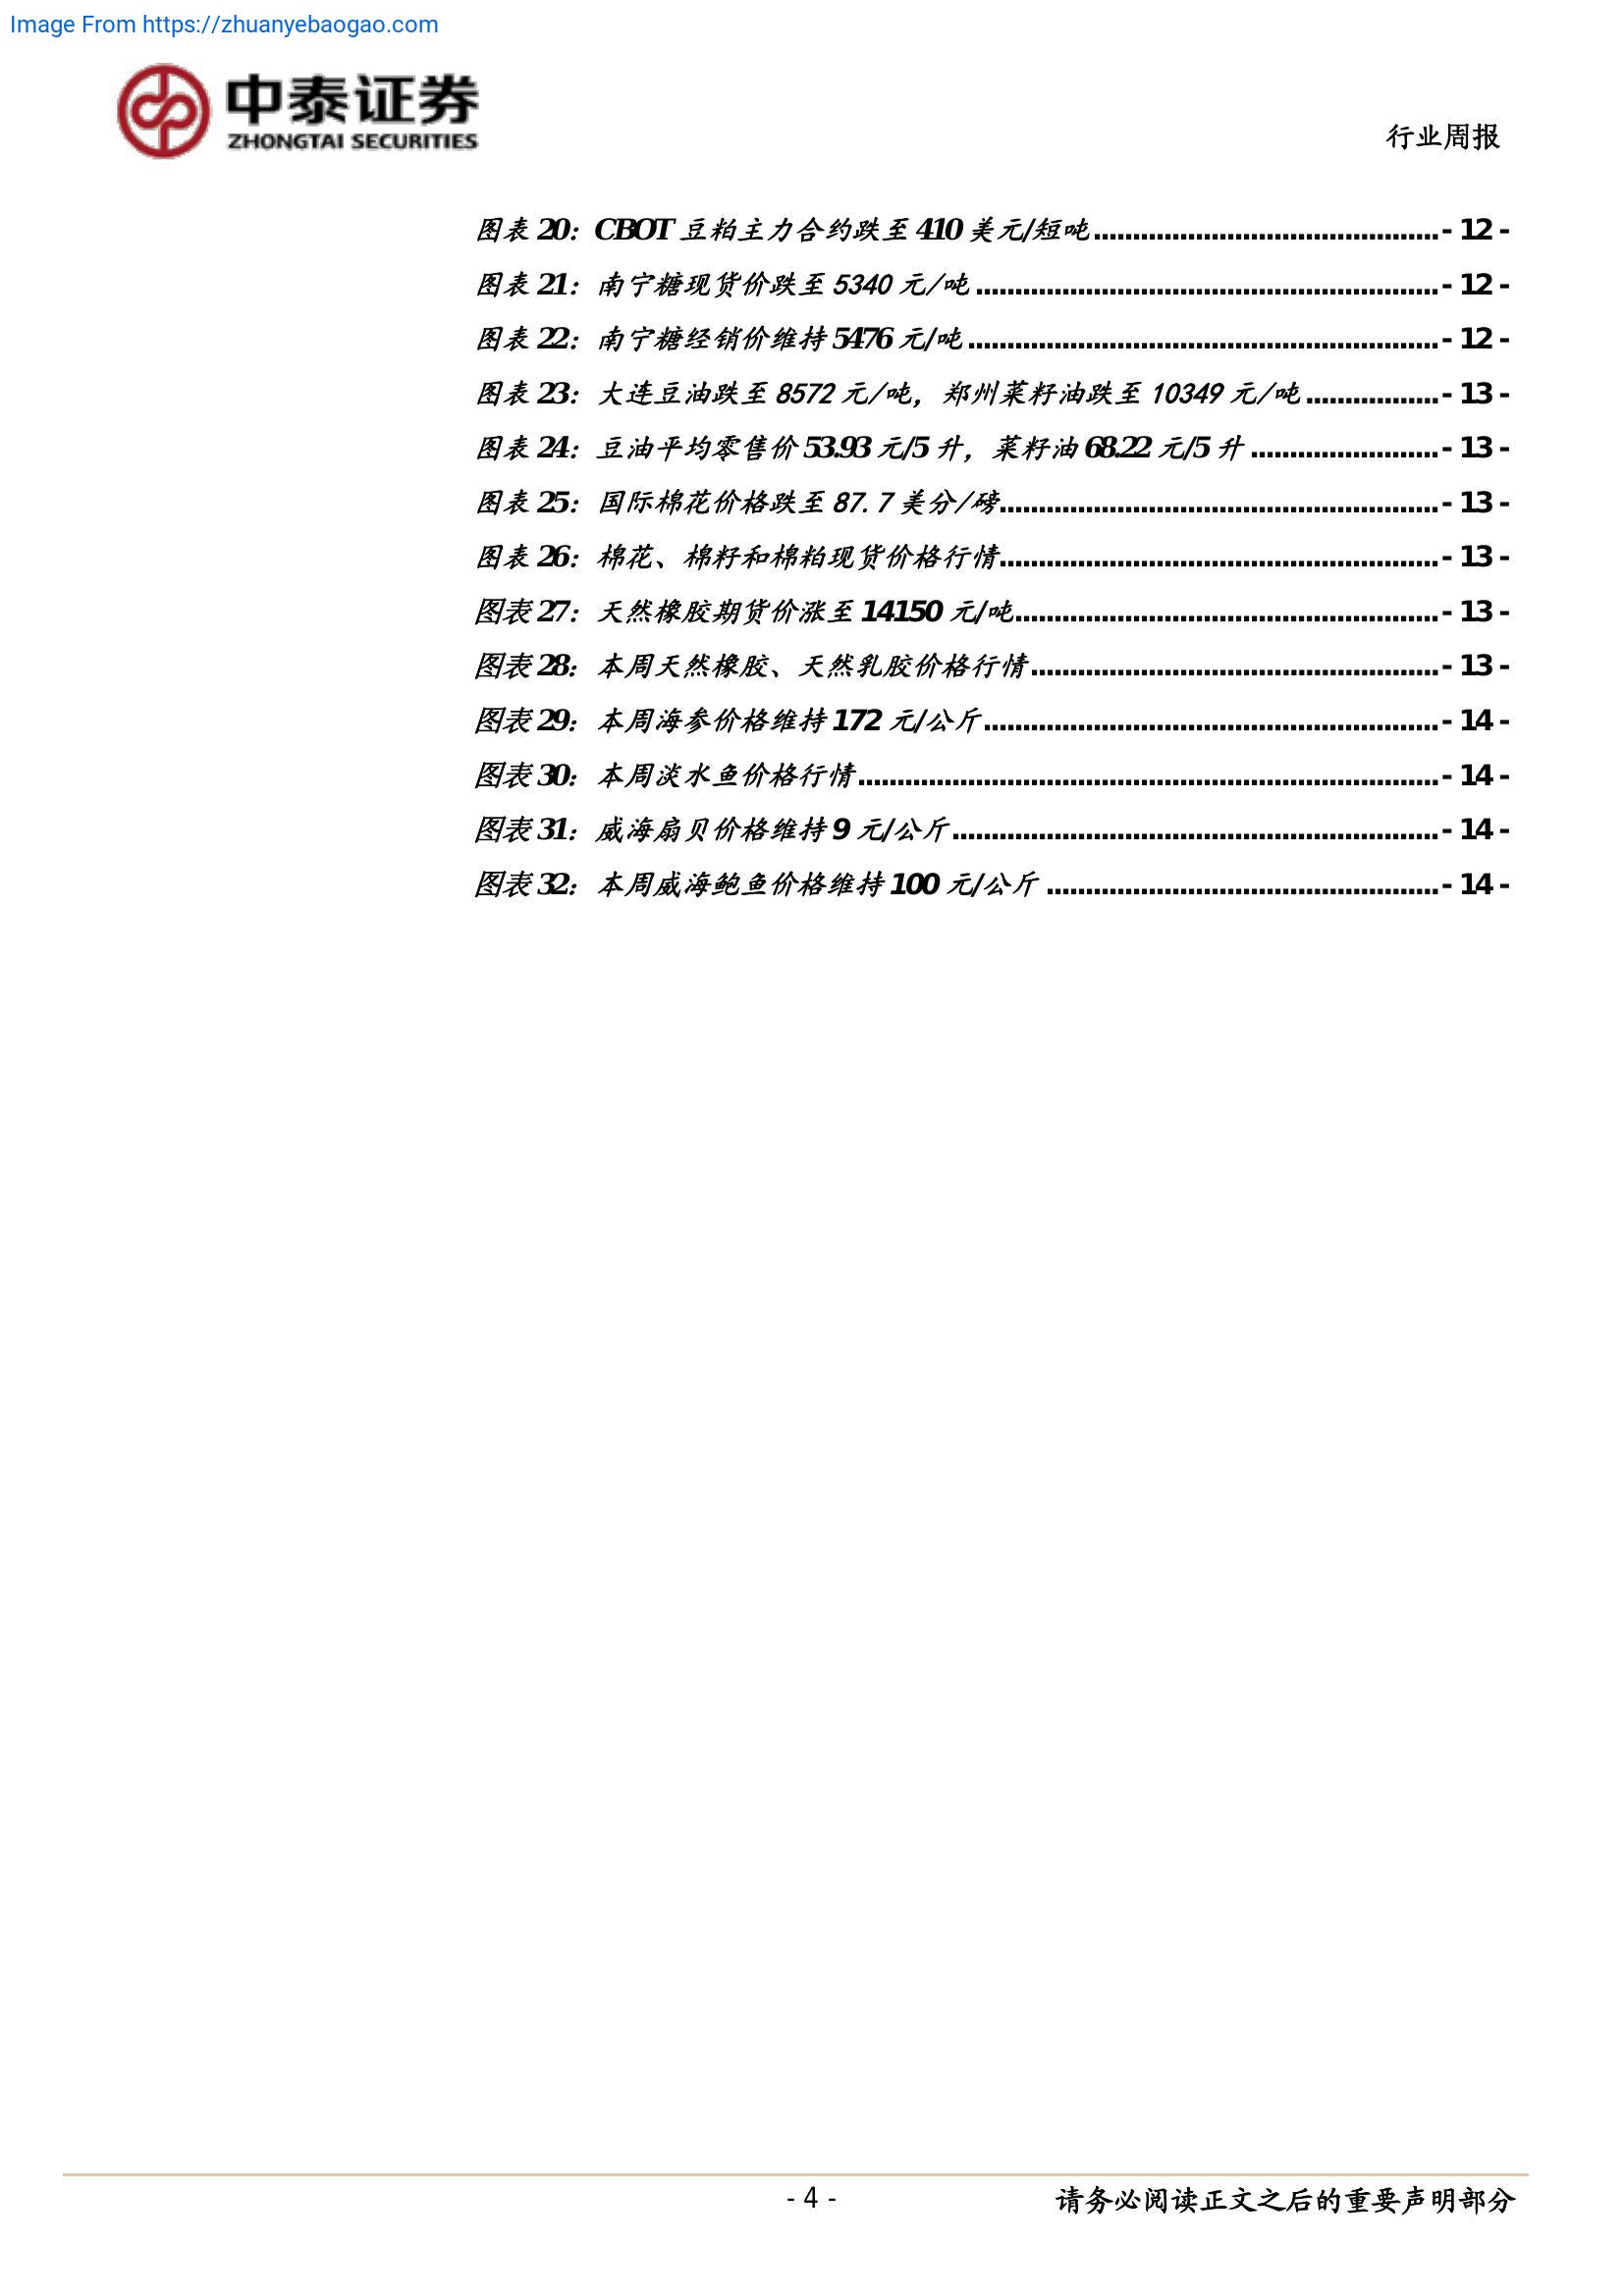 Image From https://zhuanyebaogao.com
中泰证券
ZHONGTAI SECURITIES
行业周报
图表 20：CBOT 豆粕主力合约跌至 410 美元/短吨............................................- 12 -
图表 21：南宁糖现货价跌至 5340 元/吨...........................................................- 12 -
图表 22：南宁糖经销价维持 5476 元/吨............................................................- 12 -
图表 23：大连豆油跌至 8572 元/吨，郑州菜籽油跌至 10349 元/吨.................- 13 -
图表 24：豆油平均零售价 53.93 元/5 升，菜籽油 68.22 元/5 升........................- 13 -
图表 25：国际棉花价格跌至 87.7 美分/磅........................................................- 13 -
图表 26：棉花、棉籽和棉粕现货价格行情........................................................- 13 -
图表 27：天然橡胶期货价涨至 14150 元/吨......................................................- 13 -
图表 28：本周天然橡胶、天然乳胶价格行情....................................................- 13 -
图表 29：本周海参价格维持 172 元/公斤..........................................................- 14 -
图表 30：本周淡水鱼价格行情..........................................................................- 14 -
图表 31：威海扇贝价格维持 9 元/公斤..............................................................- 14 -
图表 32：本周威海鲍鱼价格维持 100 元/公斤..................................................- 14 -
- 4 -
请务必阅读正文之后的重要声明部分